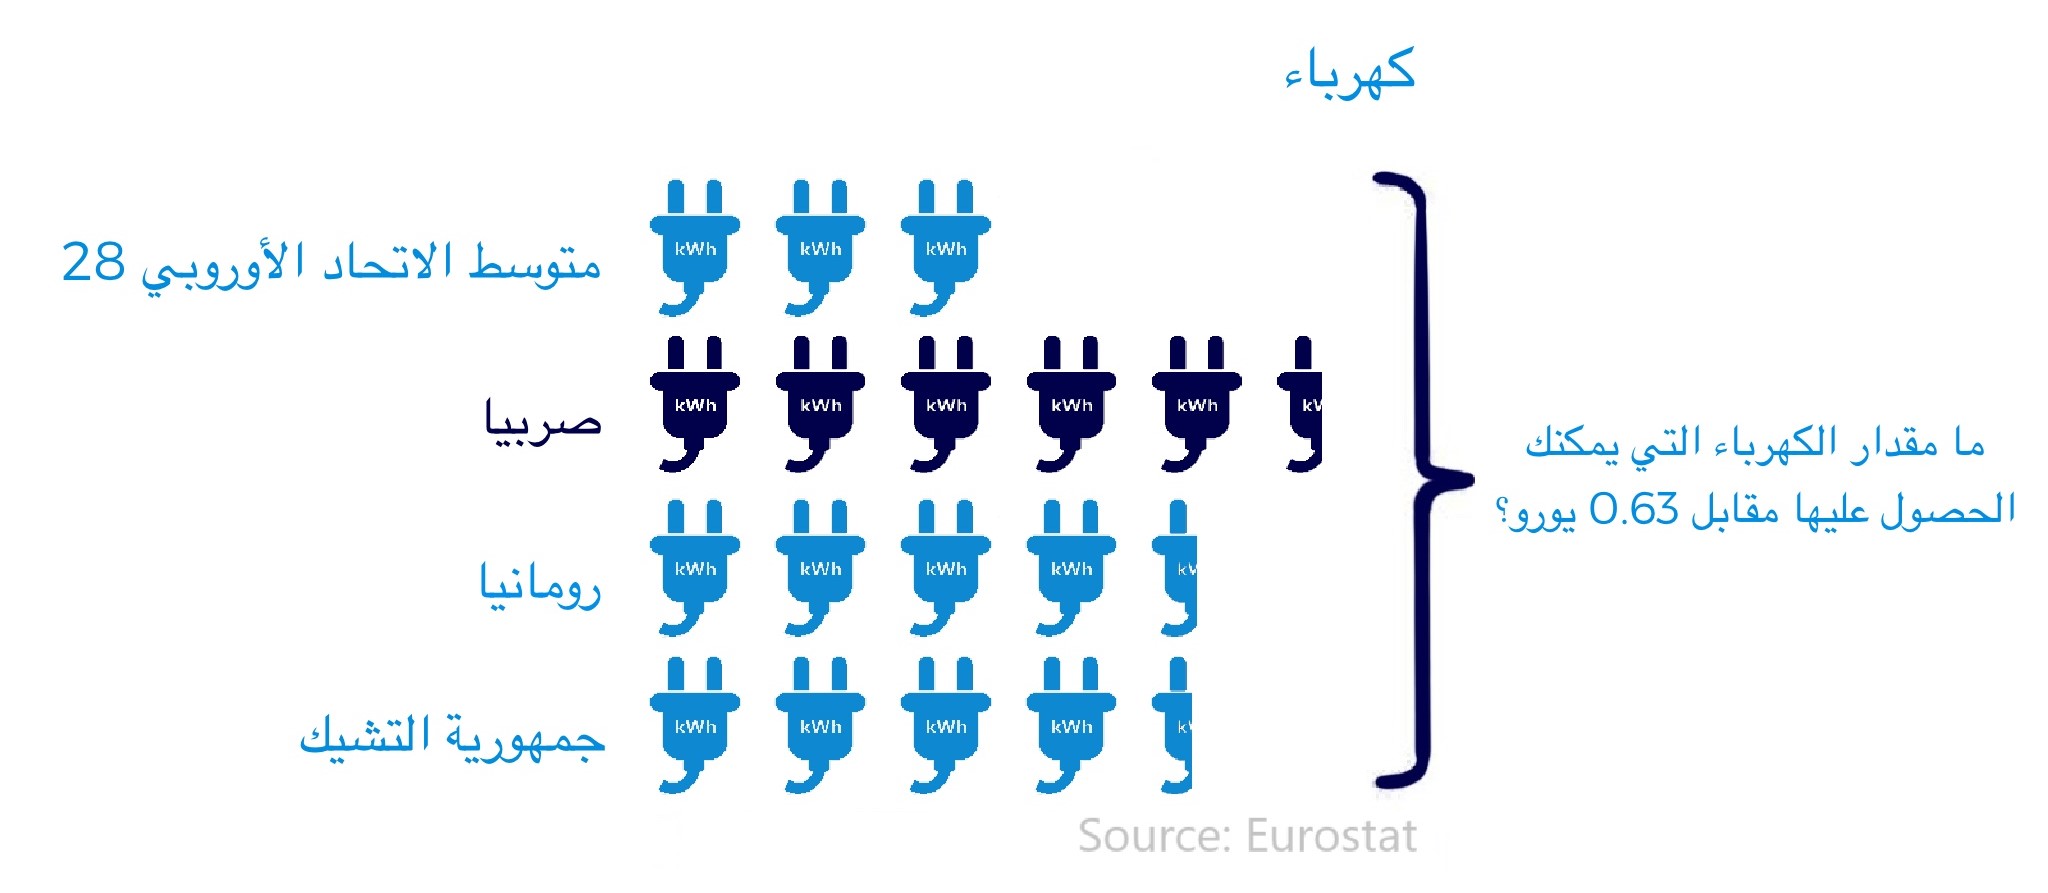 كهرباء
متوسط الاتحاد الأوروبي 28
kWh kWh kWh
صربيا
kWh kWh kWh kWh kWh kW
رومانيا
kWh kWh kWh kWh kW
جمهورية التشيك
kWh kWh kWh kWh kW
ما مقدار الكهرباء التي يمكنك
الحصول عليها مقابل 0.63 يورو؟
Source: Eurostat